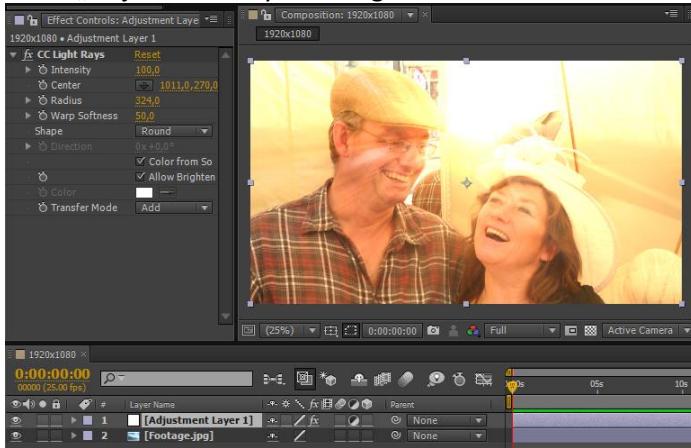 Effect Controls: Adjustment Laye
1920x1080 • Adjustment Layer 1
fx CC Light Rays Reset
Intensity 100,0
Center 1011,0,270,0
Radius 324,0
Warp Softness 50,0
Shape Round
Direction 0x+0,0°
Color from So
Allow Brighten
Color
Transfer Mode Add
Composition: 1920x1080
1920x1080
(25%) 0:00:00:00 Full Active Camera
1920x1080
0:00:00:00
00000 (25.00 fps)
# Layer Name fx Parent
00s 05s 10s
1 [Adjustment Layer 1] fx None
2 [Footage.jpg] None